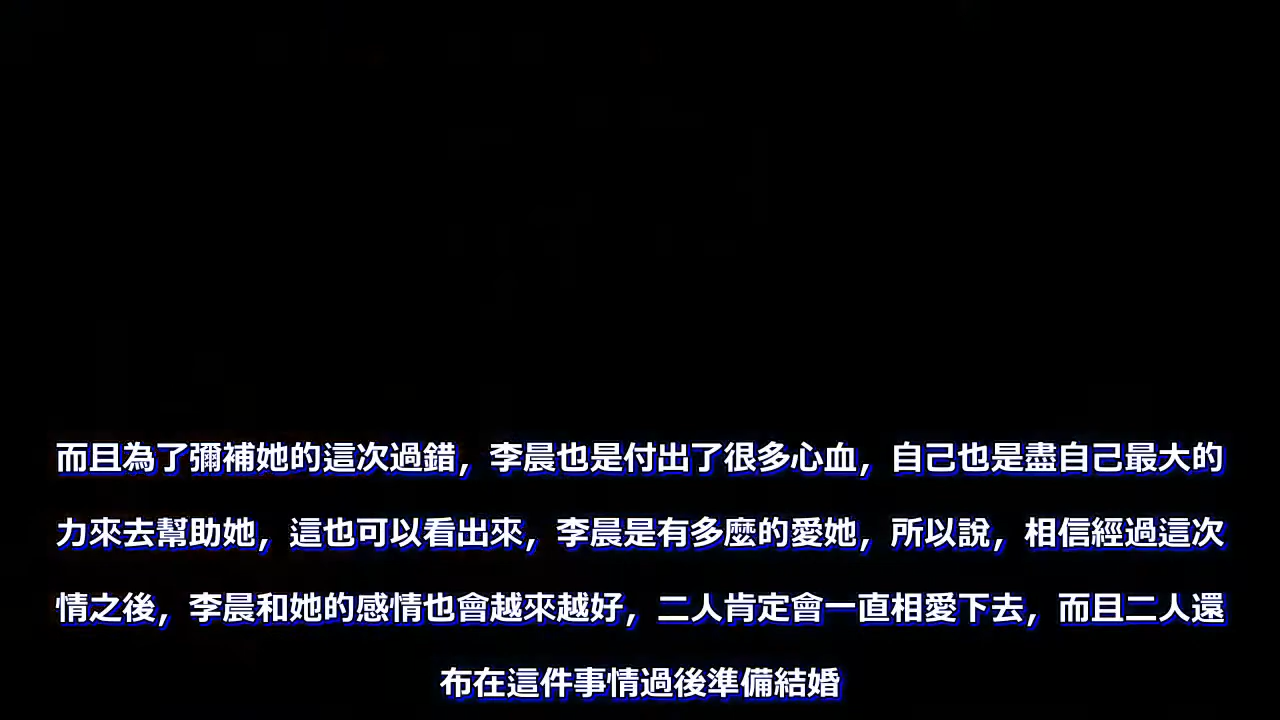 而且為了彌補她的這次過錯，李晨也是付出了很多心血，自己也是盡自己最大的
力來去幫助她，這也可以看出來，李晨是有多麼的愛她，所以說，相信經過這次
情之後，李晨和她的感情也會越來越好，二人肯定會一直相愛下去，而且二人還
布在這件事情過後準備結婚